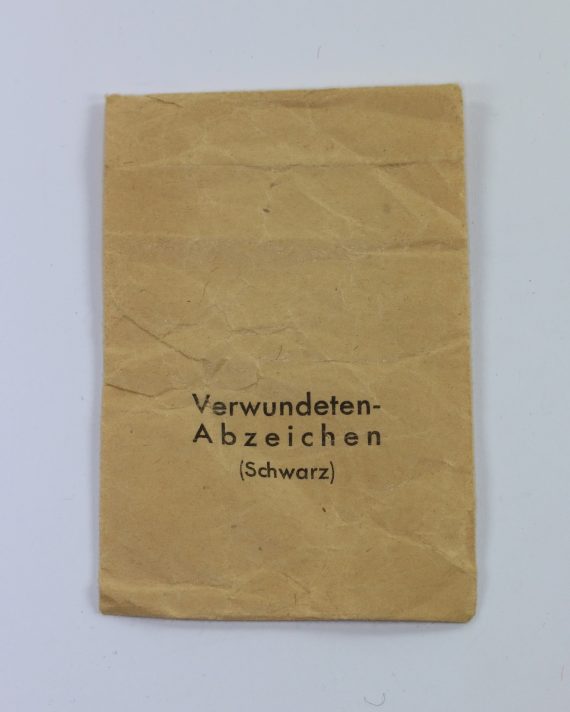 Verwundeten-
Abzeichen
(Schwarz)